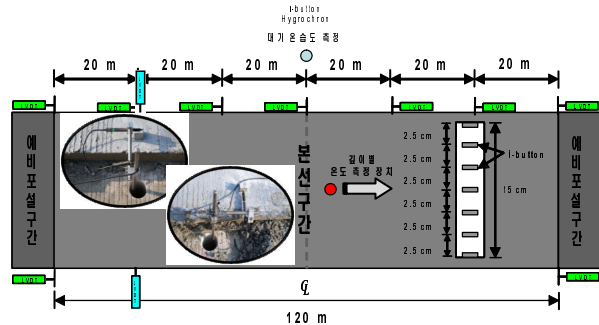 i-button
Hygrochron
대기 온습도 측정
20 m
20 m
20 m
20 m
20 m
20 m
LVDT
LVDT
LVDT
LVDT
LVDT
LVDT
LVDT
LVDT
예비포설구간
본선구간
깊이별
온도 측정 장치
2.5 cm
2.5 cm
2.5 cm
2.5 cm
2.5 cm
2.5 cm
i-button
15 cm
예비포설구간
LVDT
LVDT
LVDT
CL
120 m